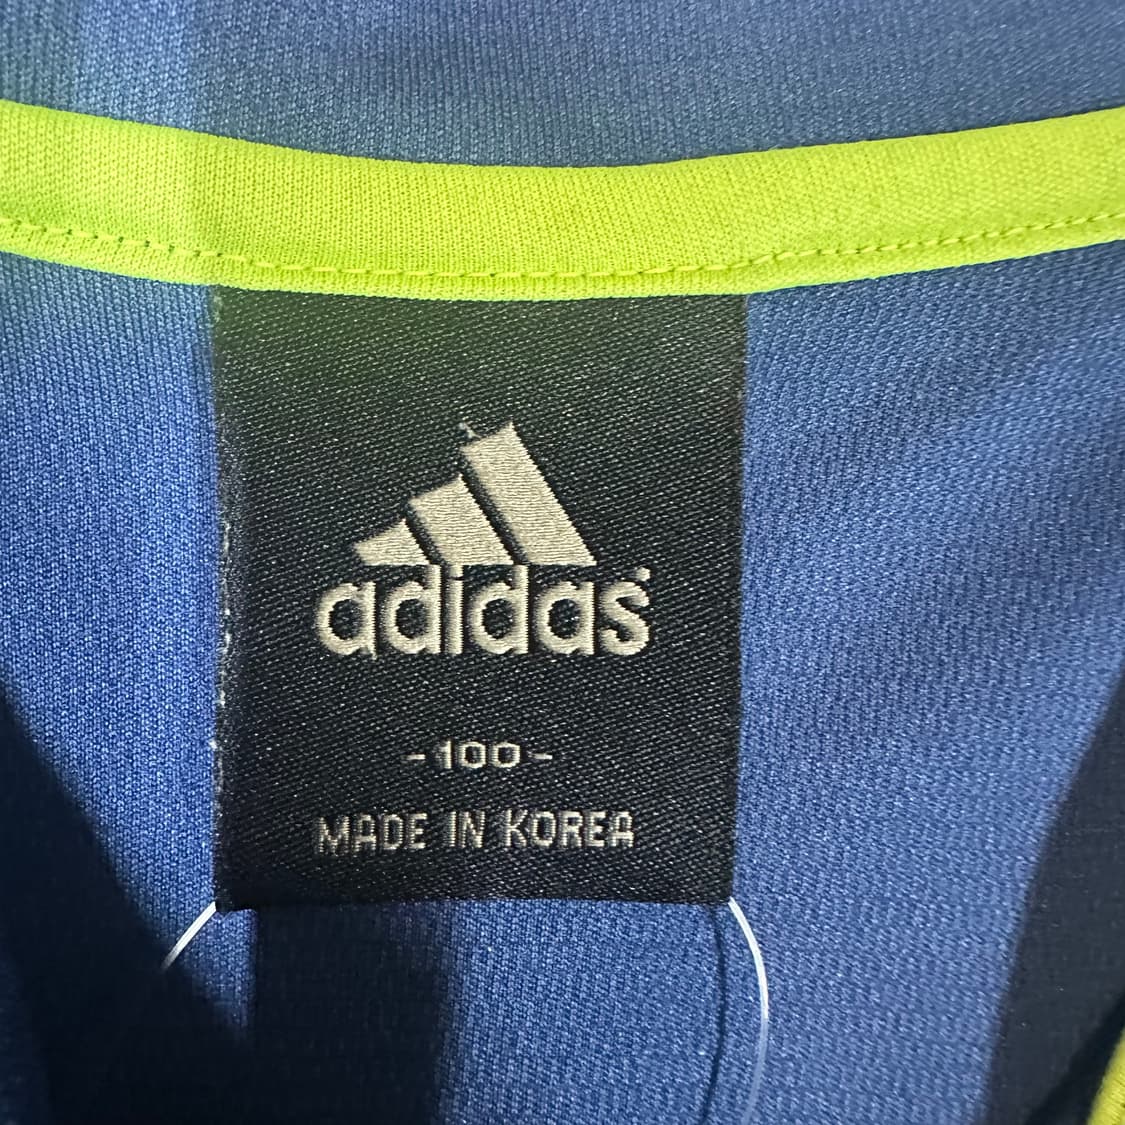 adidas
-100-
MADE IN KOREA